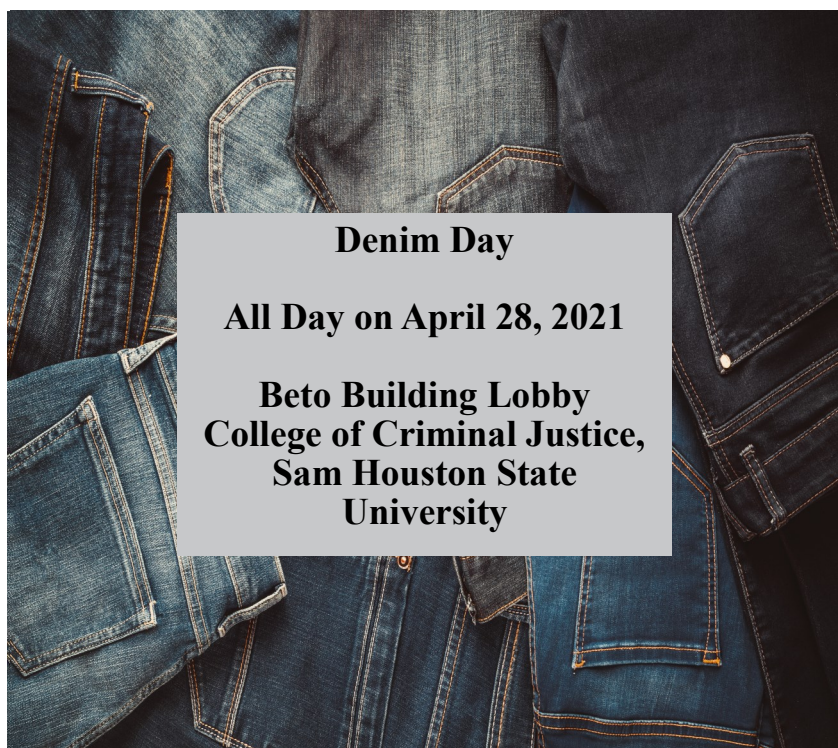 Denim Day
All Day on April 28, 2021
Beto Building Lobby
College of Criminal Justice,
Sam Houston State
University